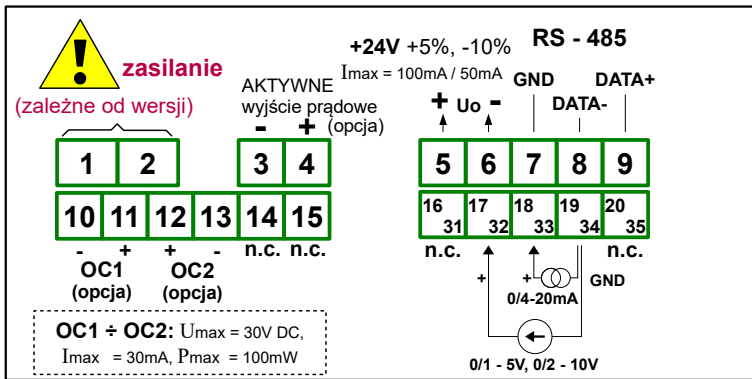 !
zasilanie
(zależne od wersji)
AKTYWNE
wyjście prądowe
- + (opcja)
+24V +5%, -10%
Imax = 100mA / 50mA
+ Uo -
RS - 485
GND
DATA+
DATA-
1 2 3 4 5 6 7 8 9
10 11 12 13 14 15
16 31 17 32 18 33 19 34 20 35
- + + - n.c. n.c.
OC1
(opcja)
OC2
(opcja)
n.c. n.c.
+ + GND
0/4-20mA
0/1 - 5V, 0/2 - 10V
OC1 ÷ OC2: Umax = 30V DC,
Imax = 30mA, Pmax = 100mW